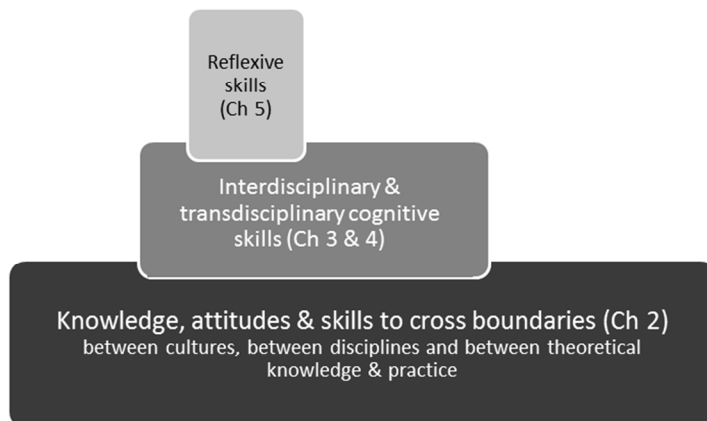 Reflexive
skills
(Ch 5)
Interdisciplinary &
transdisciplinary cognitive
skills (Ch 3 & 4)
Knowledge, attitudes & skills to cross boundaries (Ch 2)
between cultures, between disciplines and between theoretical
knowledge & practice